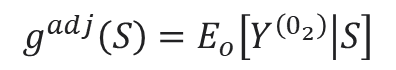 g^{adj}(S) = E_o[Y^{(0_2)}|S]